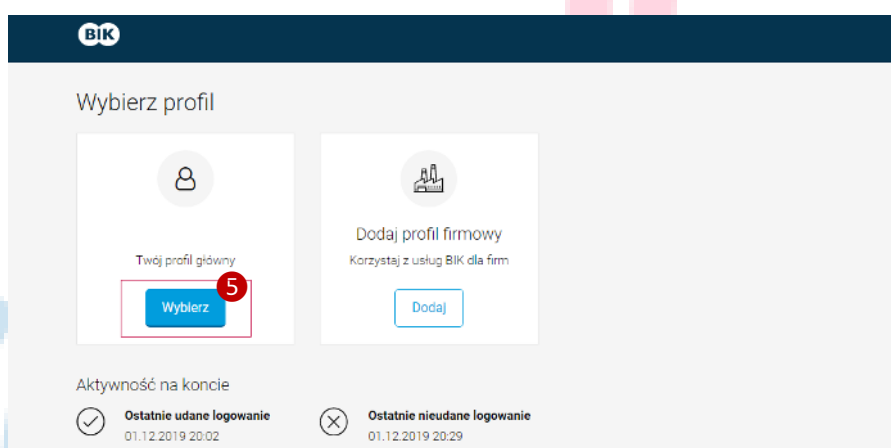 BIK
Wybierz profil
Twój profil główny
5
Wybierz
Dodaj profil firmowy
Korzystaj z usług BIK dla firm
Dodaj
Aktywność na koncie
Ostatnie udane logowanie
01.12.2019 20:02
Ostatnie nieudane logowanie
01.12.2019 20:29